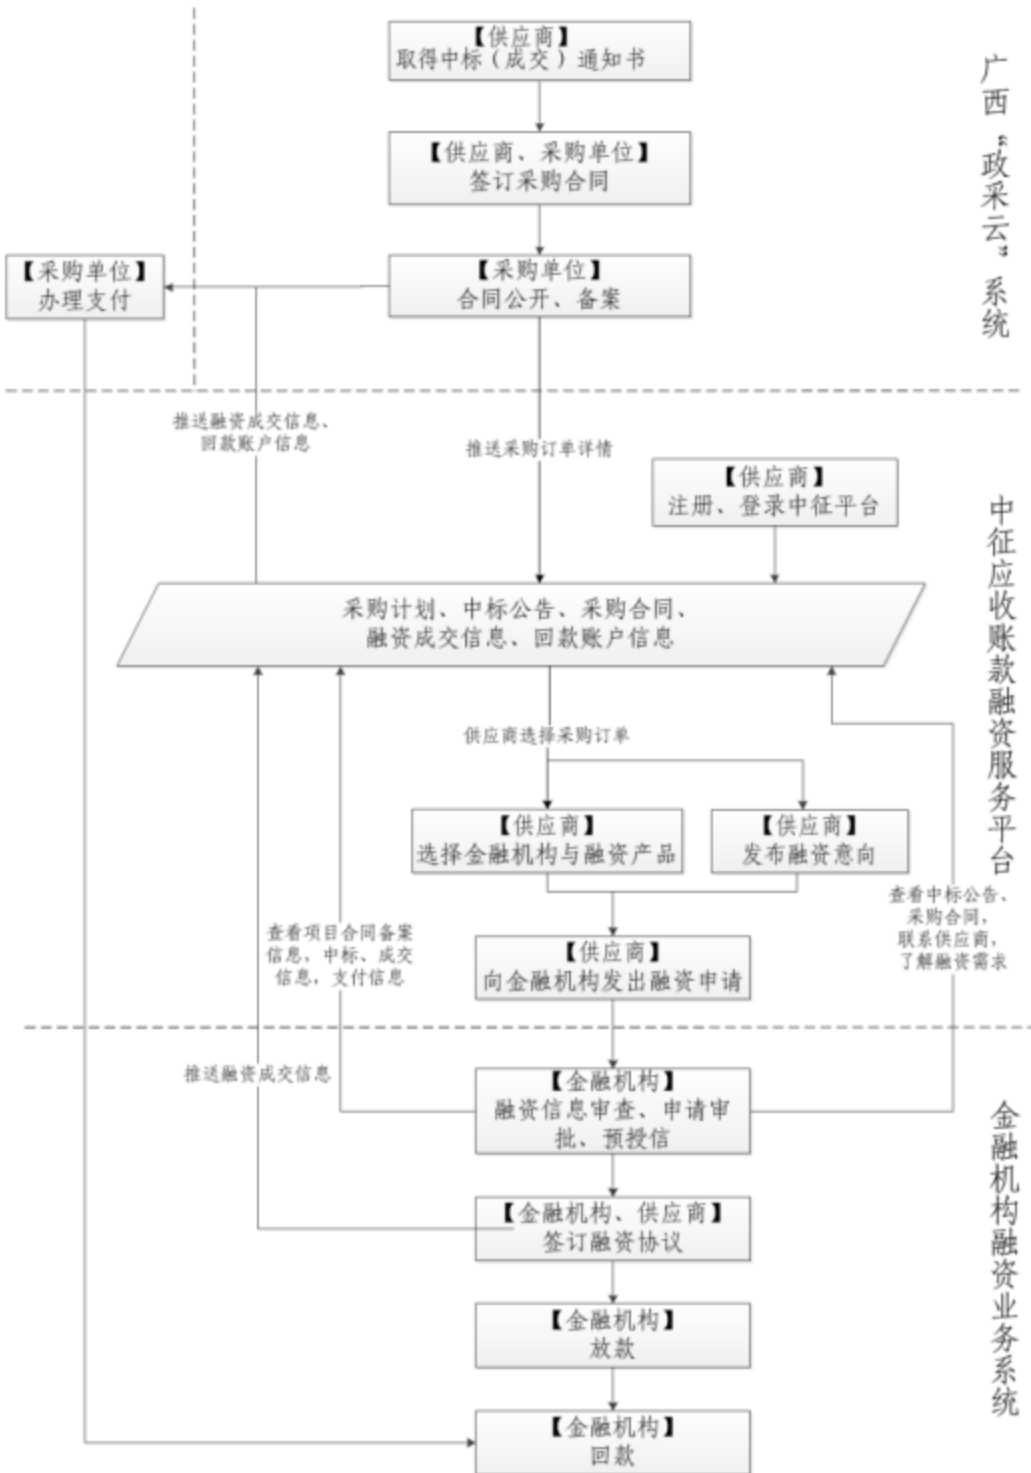 【供应商】
取得中标（成交）通知书
【供应商、采购单位】
签订采购合同
【采购单位】
合同公开、备案
【采购单位】
办理支付
广西“政采云”系统
推送融资成交信息、
回款账户信息
推送采购订单详情
【供应商】
注册、登录中征平台
采购计划、中标公告、采购合同、
融资成交信息、回款账户信息
中征应收账款融资服务平台
供应商选择采购订单
【供应商】
选择金融机构与融资产品
【供应商】
发布融资意向
查看项目合同备案
信息，中标、成交
信息，支付信息
查看中标公告、
采购合同，
联系供应商，
了解融资需求
【供应商】
向金融机构发出融资申请
推送融资成交信息
【金融机构】
融资信息审查、申请审
批、预授信
【金融机构、供应商】
签订融资协议
【金融机构】
放款
【金融机构】
回款
金融机构融资业务系统